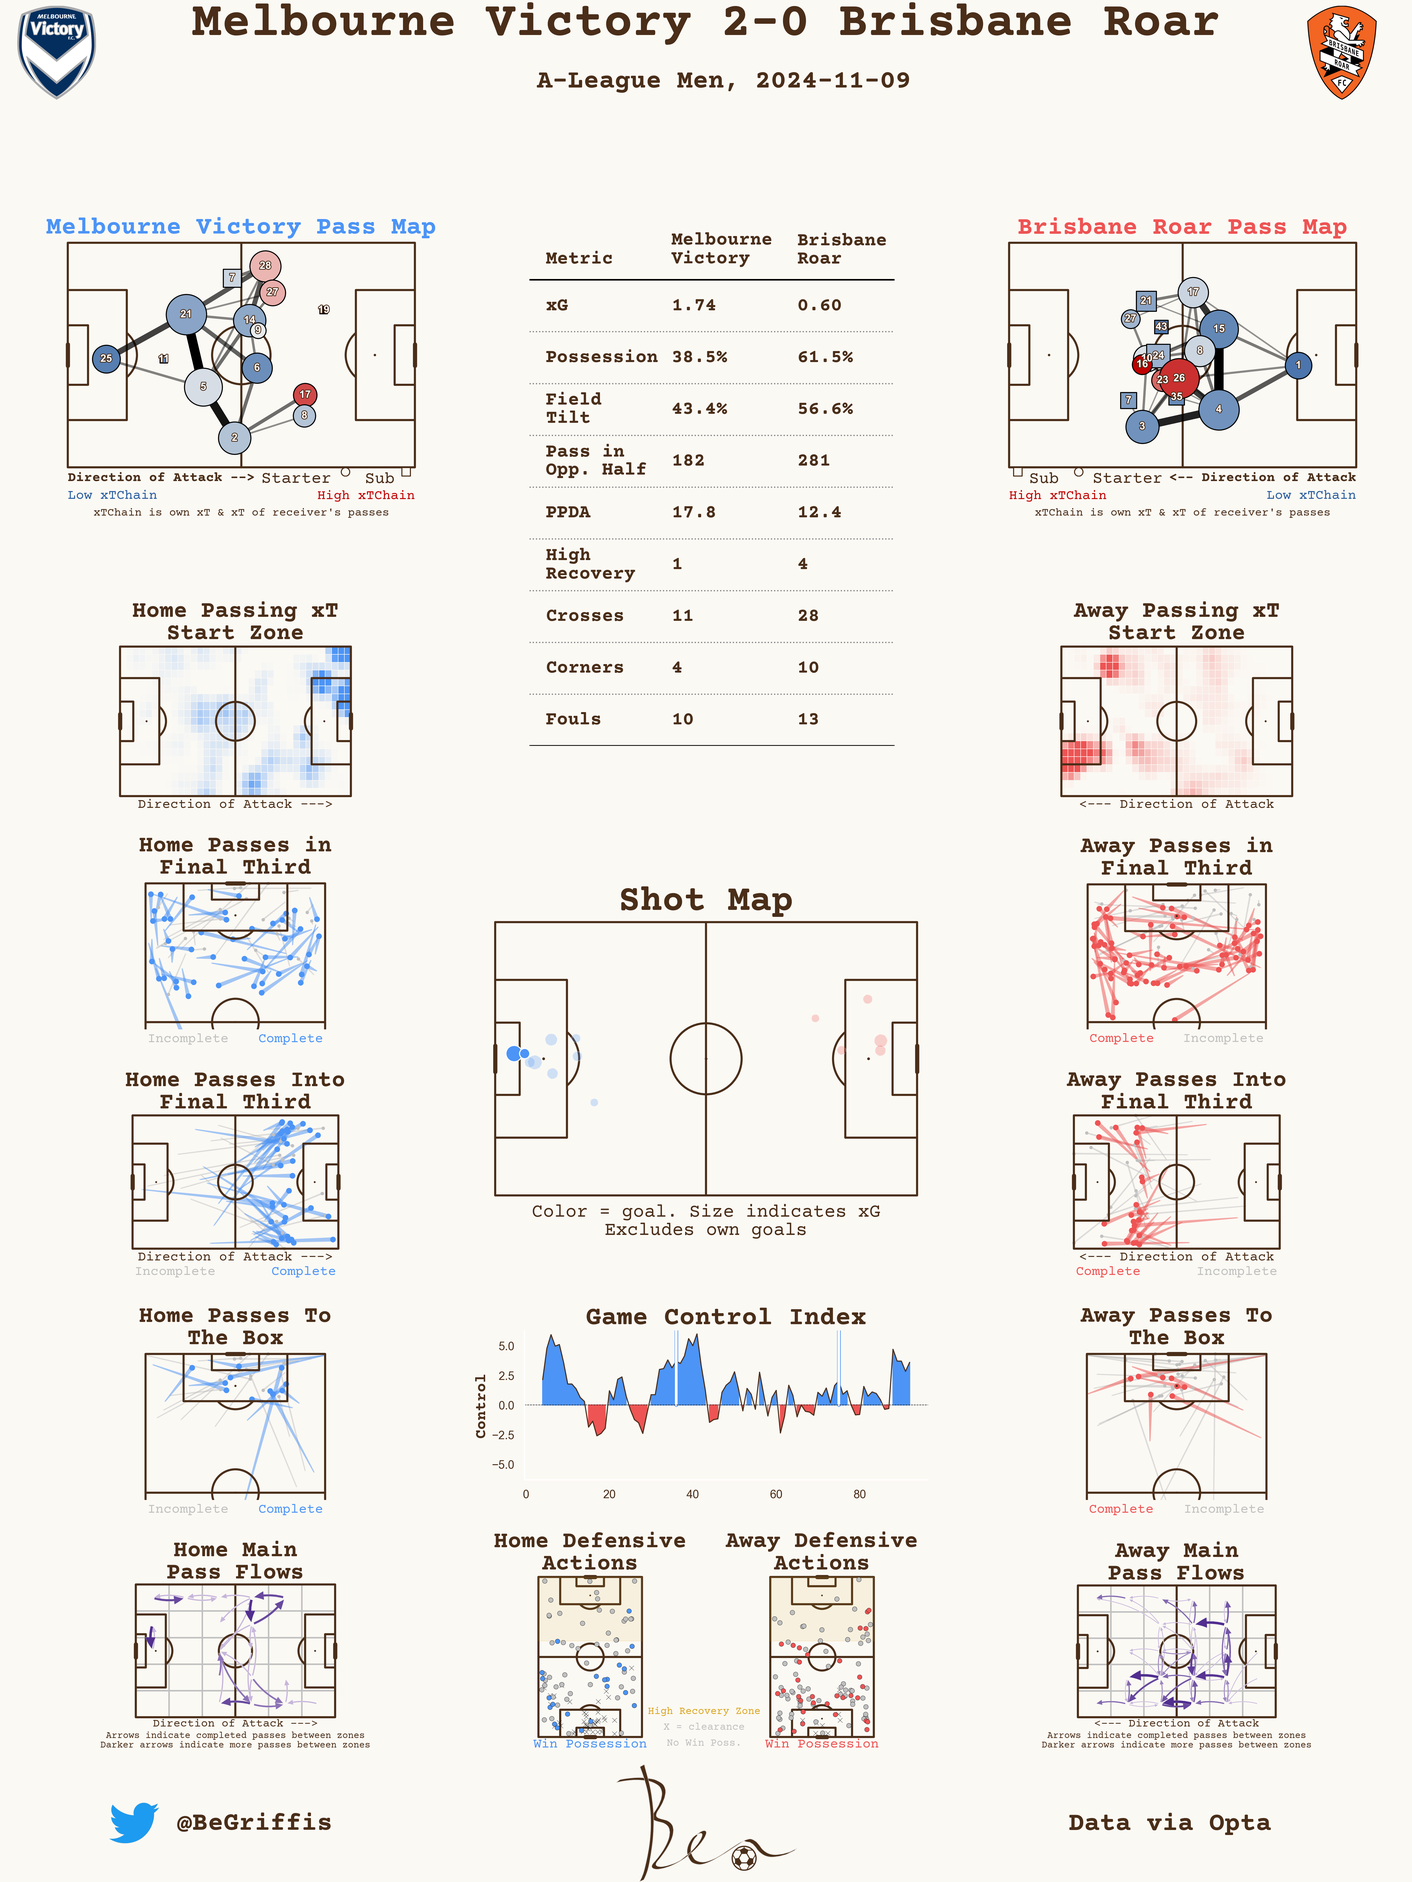 Melbourne Victory 2-0 Brisbane Roar
A-League Men, 2024-11-09
MELBOURNE
Victory
F.C.
BRISBANE
ROAR
FC
Melbourne Victory Pass Map
28
7
27
19
21
14
9
25
11
6
5
17
8
2
Direction of Attack --> Starter Sub
Low xTChain High xTChain
xTChain is own xT & xT of receiver's passes
Metric Melbourne Victory Brisbane Roar
xG 1.74 0.60
Possession 38.5% 61.5%
Field Tilt 43.4% 56.6%
Pass in Opp. Half 182 281
PPDA 17.8 12.4
High Recovery 1 4
Crosses 11 28
Corners 4 10
Fouls 10 13
Brisbane Roar Pass Map
17
21
27
43
15
10
24
8
16
1
23
26
35
7
4
3
Sub Starter <-- Direction of Attack
High xTChain Low xTChain
xTChain is own xT & xT of receiver's passes
Home Passing xT
Start Zone
Direction of Attack --->
Away Passing xT
Start Zone
<--- Direction of Attack
Home Passes in
Final Third
Incomplete Complete
Away Passes in
Final Third
Complete Incomplete
Shot Map
Color = goal. Size indicates xG
Excludes own goals
Home Passes Into
Final Third
Direction of Attack --->
Incomplete Complete
Away Passes Into
Final Third
<--- Direction of Attack
Complete Incomplete
Home Passes To
The Box
Incomplete Complete
Game Control Index
Control
5.0
2.5
0.0
−2.5
−5.0
0 20 40 60 80
Away Passes To
The Box
Complete Incomplete
Home Main
Pass Flows
Direction of Attack --->
Arrows indicate completed passes between zones
Darker arrows indicate more passes between zones
Home Defensive
Actions
Win Possession
Away Defensive
Actions
Win Possession
High Recovery Zone
X = clearance
No Win Poss.
Away Main
Pass Flows
<--- Direction of Attack
Arrows indicate completed passes between zones
Darker arrows indicate more passes between zones
@BeGriffis
Ben
Data via Opta